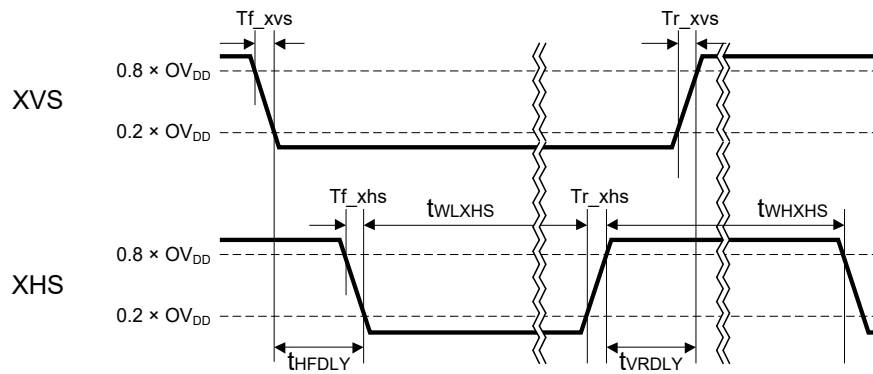 Tf_xvs
Tr_xvs
0.8 × OVDD
XVS
0.2 × OVDD
Tf_xhs
Tr_xhs
tWLXHS
tWHXHS
0.8 × OVDD
XHS
0.2 × OVDD
tHFDLY
tVRDLY